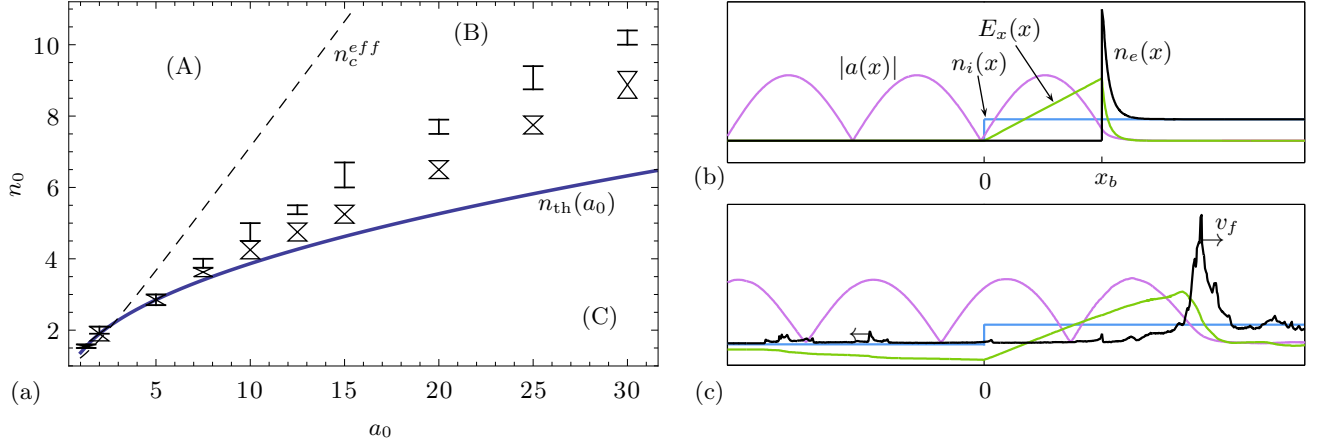 10
8
6
4
2
n_0
(A)
n_c^{eff}
(B)
n_th(a_0)
(C)
5 10 15 20 25 30
(a)
a_0
|a(x)|
E_x(x)
n_i(x)
n_e(x)
0
x_b
(b)
v_f
0
(c)